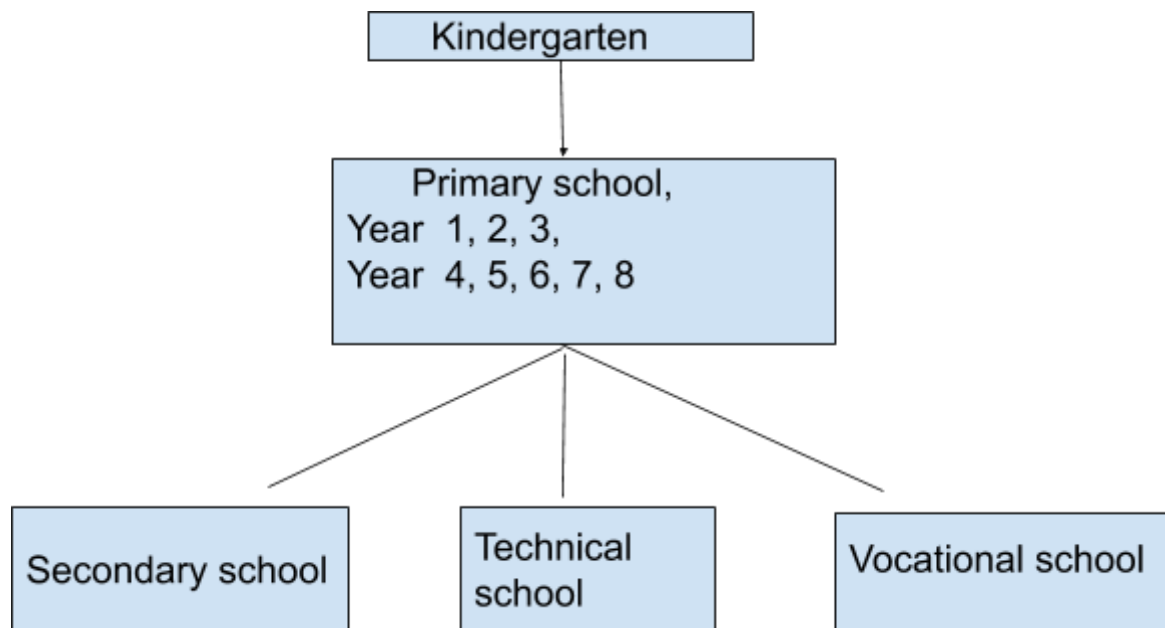 Kindergarten
Primary school,
Year 1, 2, 3,
Year 4, 5, 6, 7, 8
Secondary school
Technical
school
Vocational school